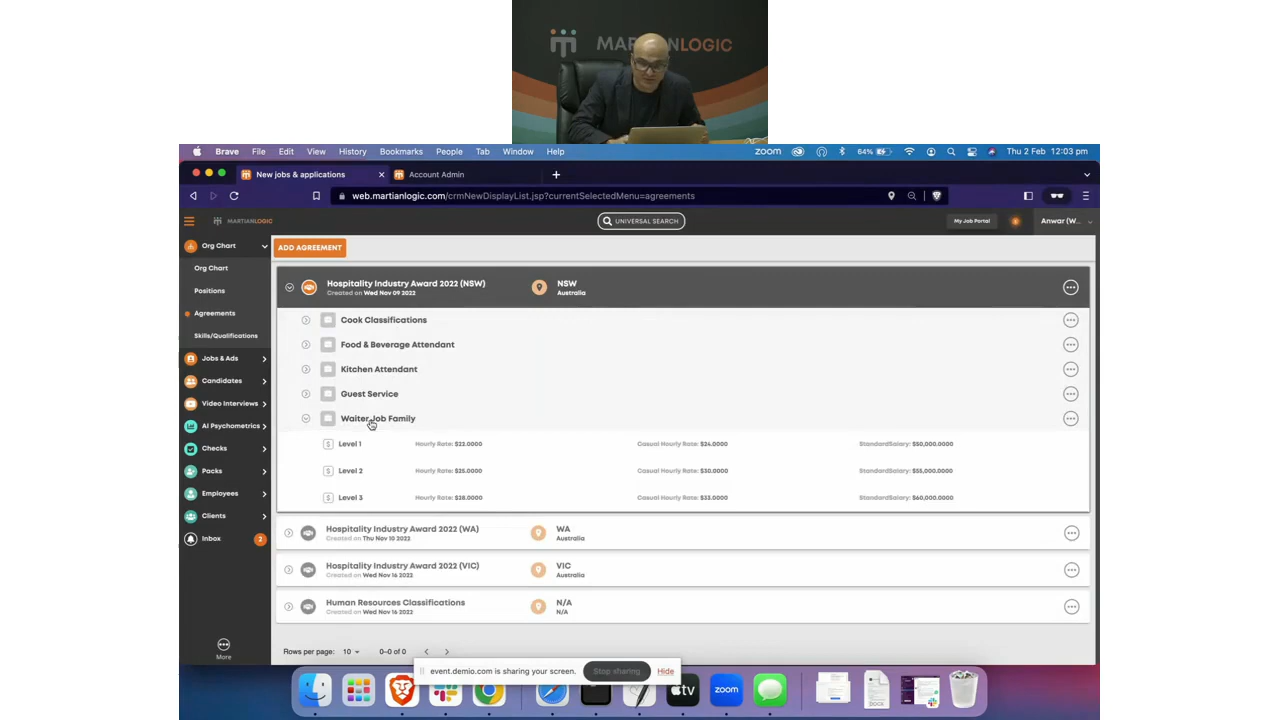 MARTIANLOGIC
Brave File Edit View History Bookmarks People Tab Window Help zoom 64% Thu 2 Feb 12:03 pm
New jobs & applications Account Admin
web.martianlogic.com/crmNewDisplayList.jsp?currentSelectedMenu=agreements
MARTIANLOGIC UNIVERSAL SEARCH My Job Portal Anwar (W...
Org Chart
Org Chart
Positions
Agreements
Skills/Qualifications
Jobs & Ads
Candidates
Video Interviews
AI Psychometrics
Checks
Packs
Employees
Clients
Inbox 2
More
ADD AGREEMENT
Hospitality Industry Award 2022 (NSW) NSW
Created on Wed Nov 09 2022 Australia
Cook Classifications
Food & Beverage Attendant
Kitchen Attendant
Guest Service
Waiter Job Family
Level 1 Hourly Rate: $22.0000 Casual Hourly Rate: $24.0000 StandardSalary: $50,000.0000
Level 2 Hourly Rate: $25.0000 Casual Hourly Rate: $30.0000 StandardSalary: $55,000.0000
Level 3 Hourly Rate: $28.0000 Casual Hourly Rate: $33.0000 StandardSalary: $60,000.0000
Hospitality Industry Award 2022 (WA) WA
Created on Thu Nov 10 2022 Australia
Hospitality Industry Award 2022 (VIC) VIC
Created on Wed Nov 16 2022 Australia
Human Resources Classifications N/A
Created on Wed Nov 16 2022 N/A
Rows per page: 10 0-0 of 0
event.demio.com is sharing your screen. Stop sharing Hide
tv zoom DOCX